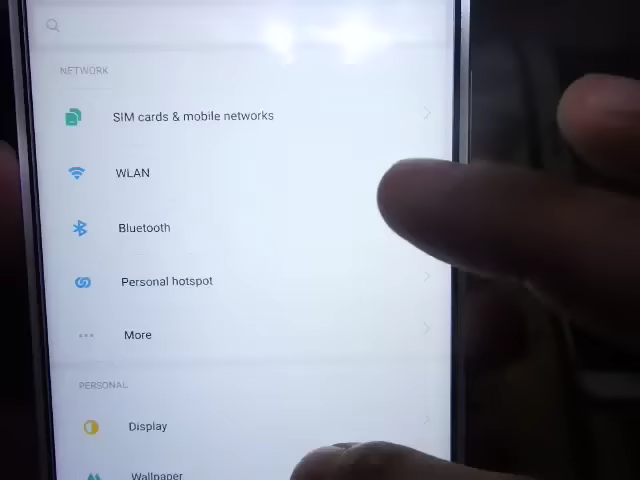 NETWORK
SIM cards & mobile networks
WLAN
Bluetooth
Personal hotspot
More
PERSONAL
Display
Wallpaper